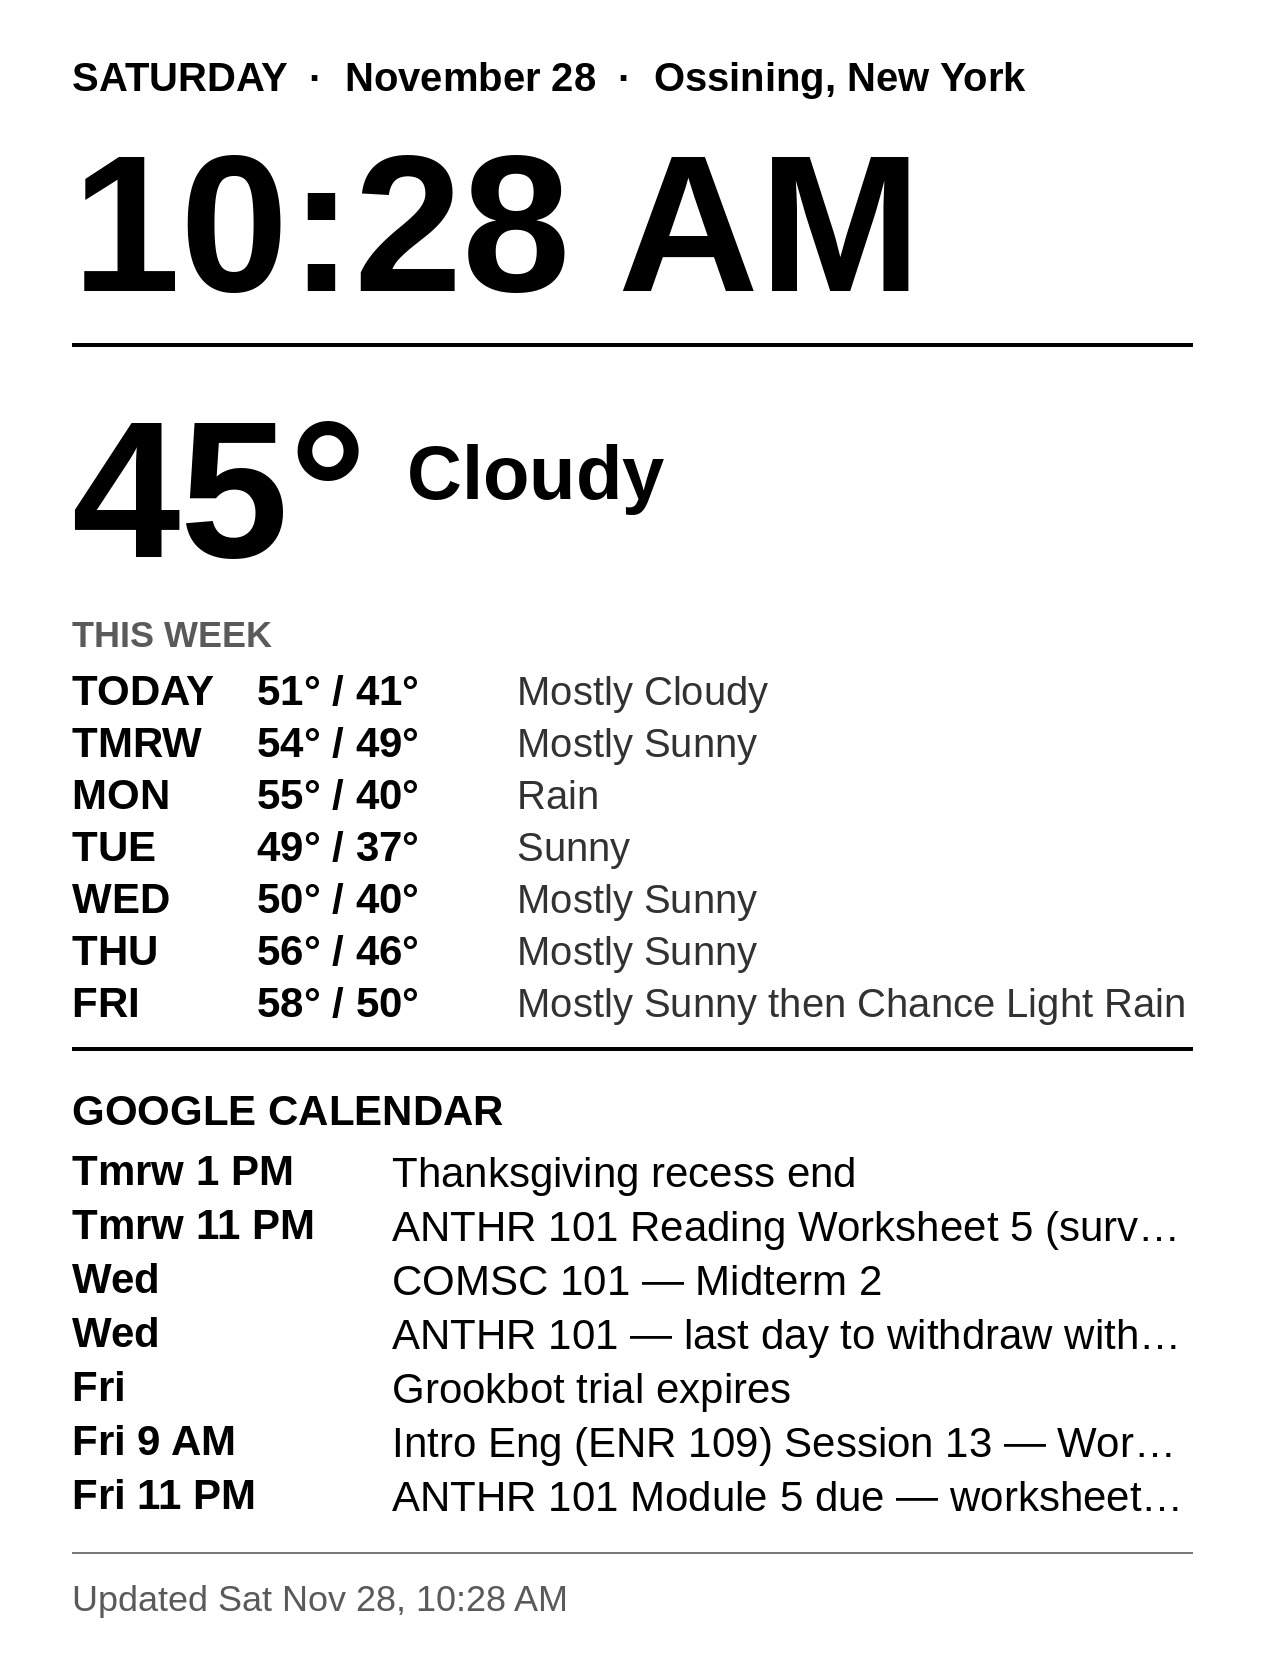 SATURDAY · November 28 · Ossining, New York
10:28 AM
45° Cloudy
THIS WEEK
TODAY 51° / 41° Mostly Cloudy
TMRW 54° / 49° Mostly Sunny
MON 55° / 40° Rain
TUE 49° / 37° Sunny
WED 50° / 40° Mostly Sunny
THU 56° / 46° Mostly Sunny
FRI 58° / 50° Mostly Sunny then Chance Light Rain
GOOGLE CALENDAR
Tmrw 1 PM Thanksgiving recess end
Tmrw 11 PM ANTHR 101 Reading Worksheet 5 (surv…
Wed COMSC 101 — Midterm 2
Wed ANTHR 101 — last day to withdraw with…
Fri Grookbot trial expires
Fri 9 AM Intro Eng (ENR 109) Session 13 — Wor…
Fri 11 PM ANTHR 101 Module 5 due — worksheet…
Updated Sat Nov 28, 10:28 AM